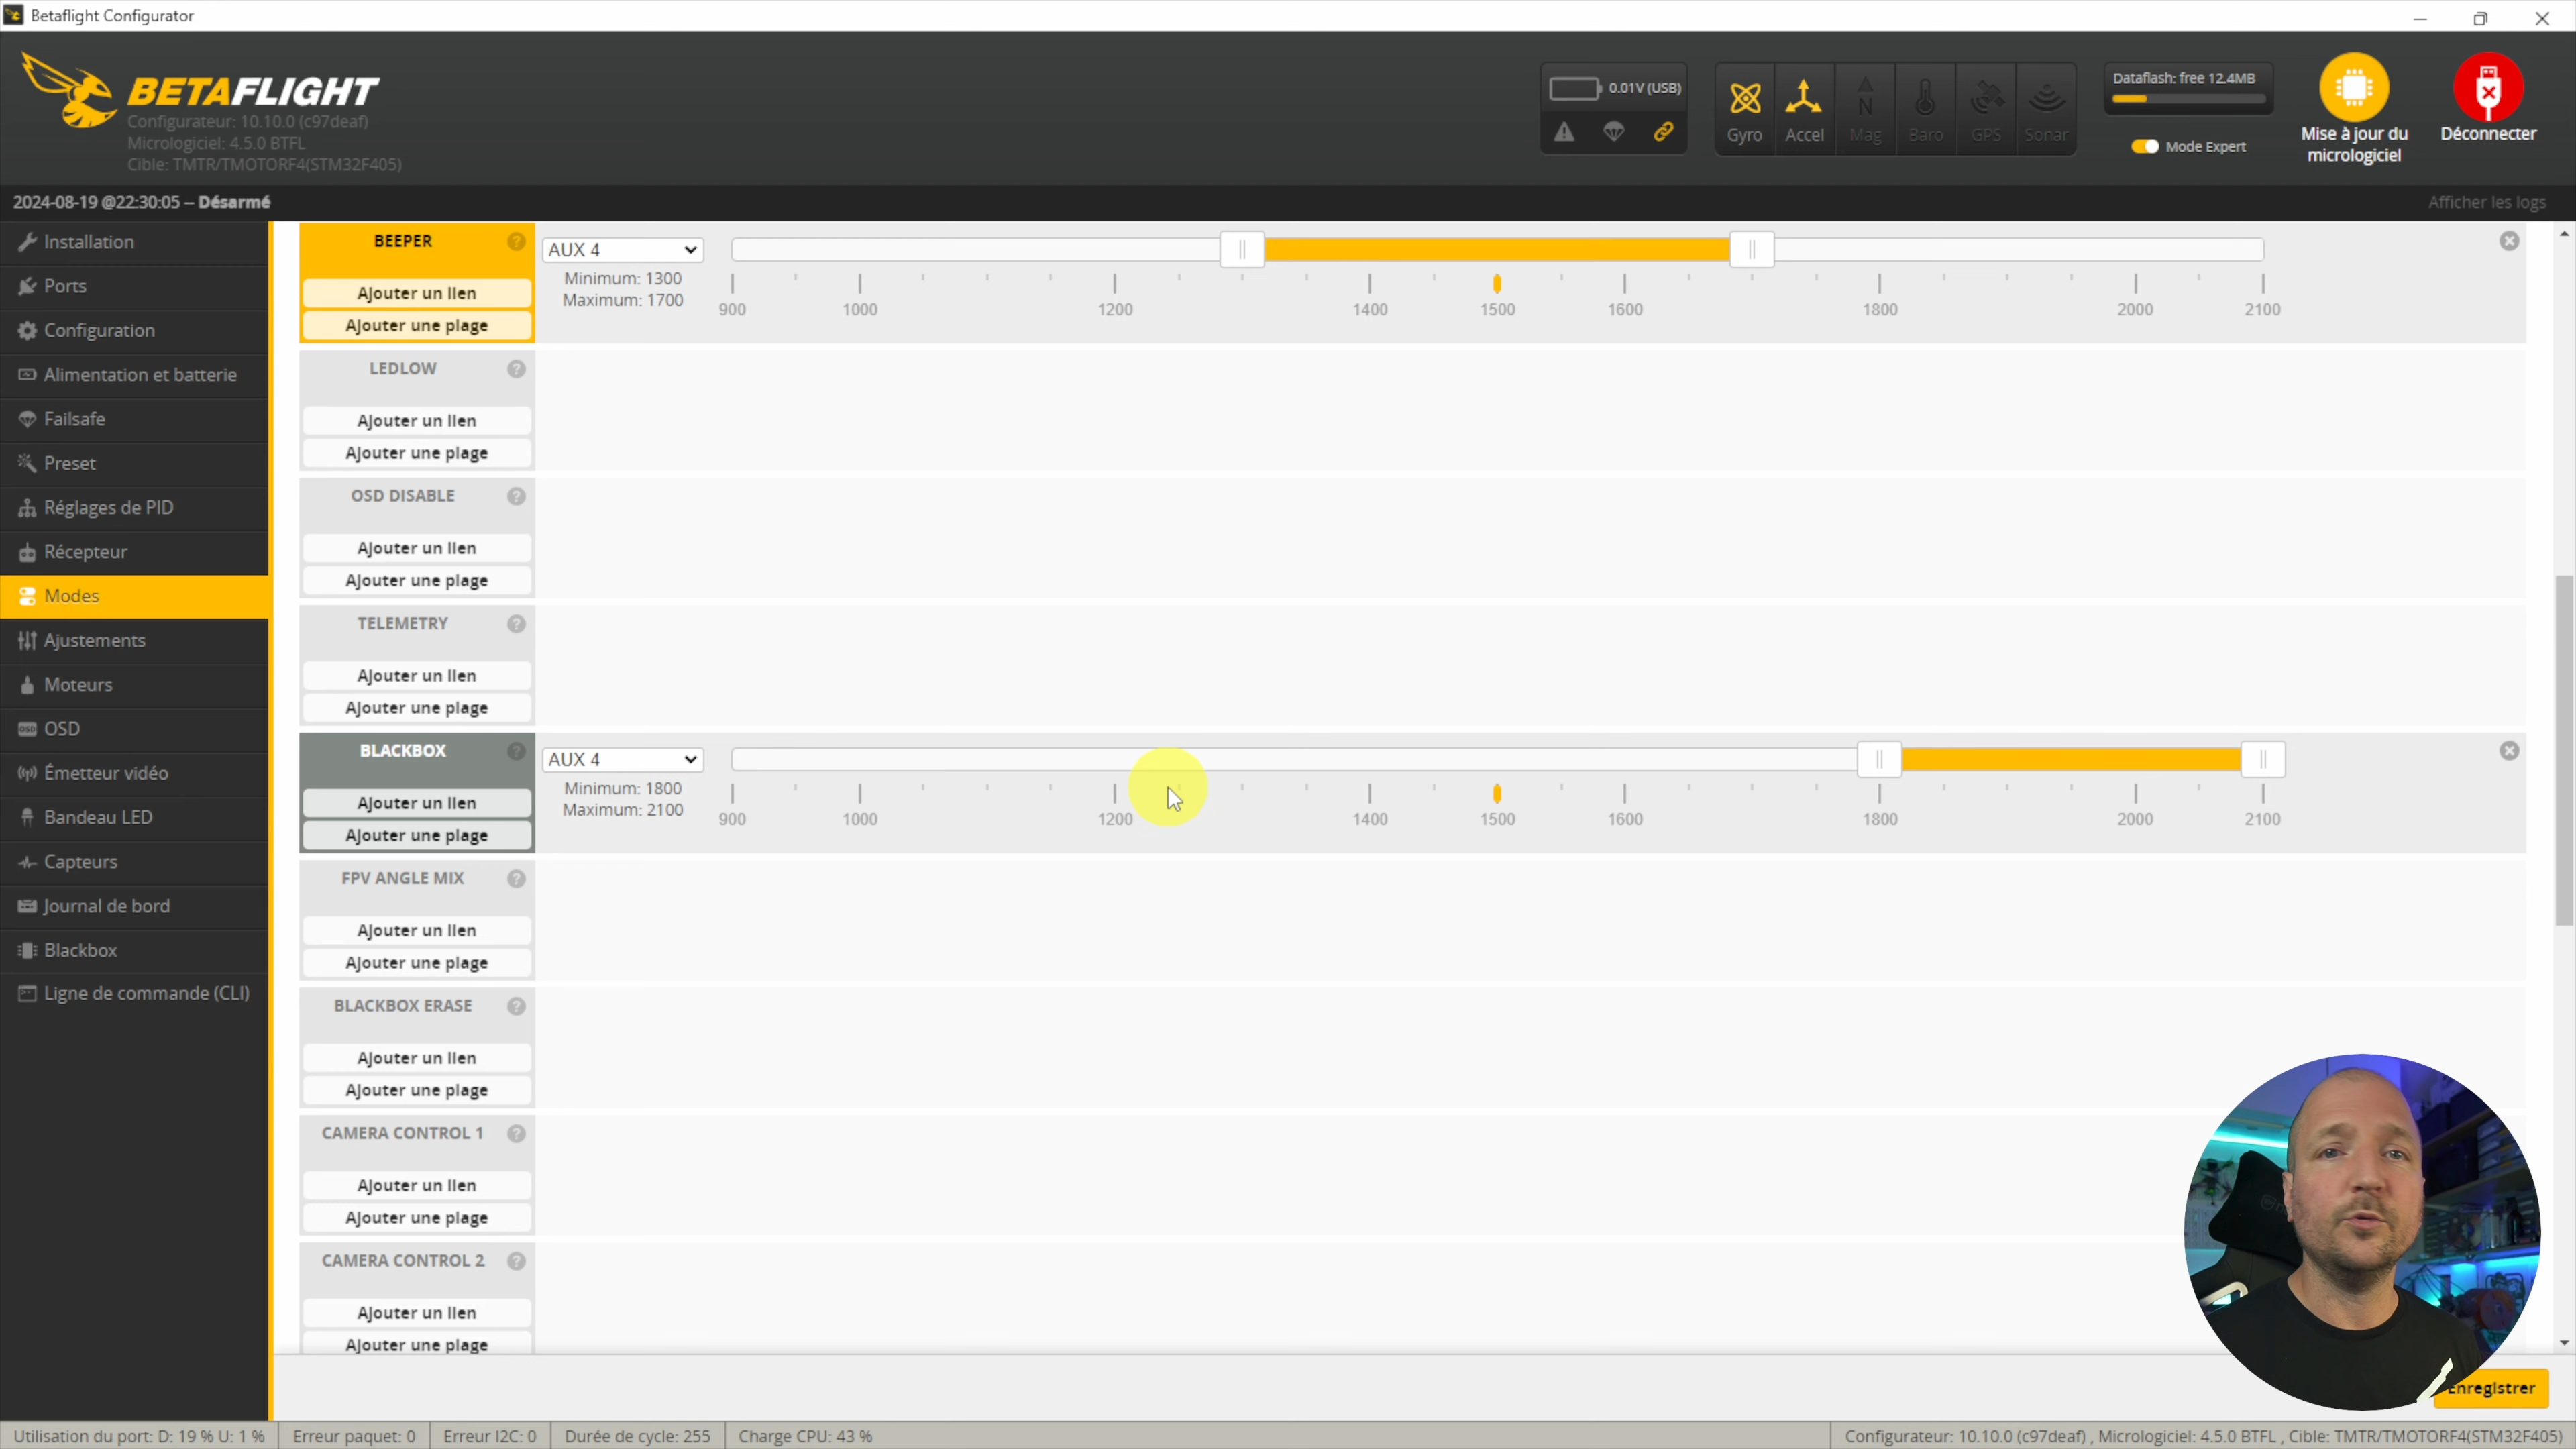 Betaflight Configurator
BETAFLIGHT
Configurateur: 10.10.0 (c97deaf)
Micrologiciel: 4.5.0 BTFL
Cible: TMTR/TMOTORF4(STM32F405)
0.01V (USB)
Gyro
Accel
Mag
Baro
GPS
Sonar
Dataflash: free 12.4MB
Mode Expert
Mise à jour du
micrologiciel
Déconnecter
2024-08-19 @22:30:05 – Désarmé
Afficher les logs
Installation
Ports
Configuration
Alimentation et batterie
Failsafe
Preset
Réglages de PID
Récepteur
Modes
Ajustements
Moteurs
OSD
Émetteur vidéo
Bandeau LED
Capteurs
Journal de bord
Blackbox
Ligne de commande (CLI)
BEEPER
Ajouter un lien
Ajouter une plage
AUX 4
Minimum: 1300
Maximum: 1700
900 1000 1200 1400 1500 1600 1800 2000 2100
LEDLOW
Ajouter un lien
Ajouter une plage
OSD DISABLE
Ajouter un lien
Ajouter une plage
TELEMETRY
Ajouter un lien
Ajouter une plage
BLACKBOX
Ajouter un lien
Ajouter une plage
AUX 4
Minimum: 1800
Maximum: 2100
900 1000 1200 1400 1500 1600 1800 2000 2100
FPV ANGLE MIX
Ajouter un lien
Ajouter une plage
BLACKBOX ERASE
Ajouter un lien
Ajouter une plage
CAMERA CONTROL 1
Ajouter un lien
Ajouter une plage
CAMERA CONTROL 2
Ajouter un lien
Ajouter une plage
Enregistrer
Utilisation du port: D: 19 % U: 1 %
Erreur paquet: 0
Erreur I2C: 0
Durée de cycle: 255
Charge CPU: 43 %
Configurateur: 10.10.0 (c97deaf) , Micrologiciel: 4.5.0 BTFL , Cible: TMTR/TMOTORF4(STM32F405)